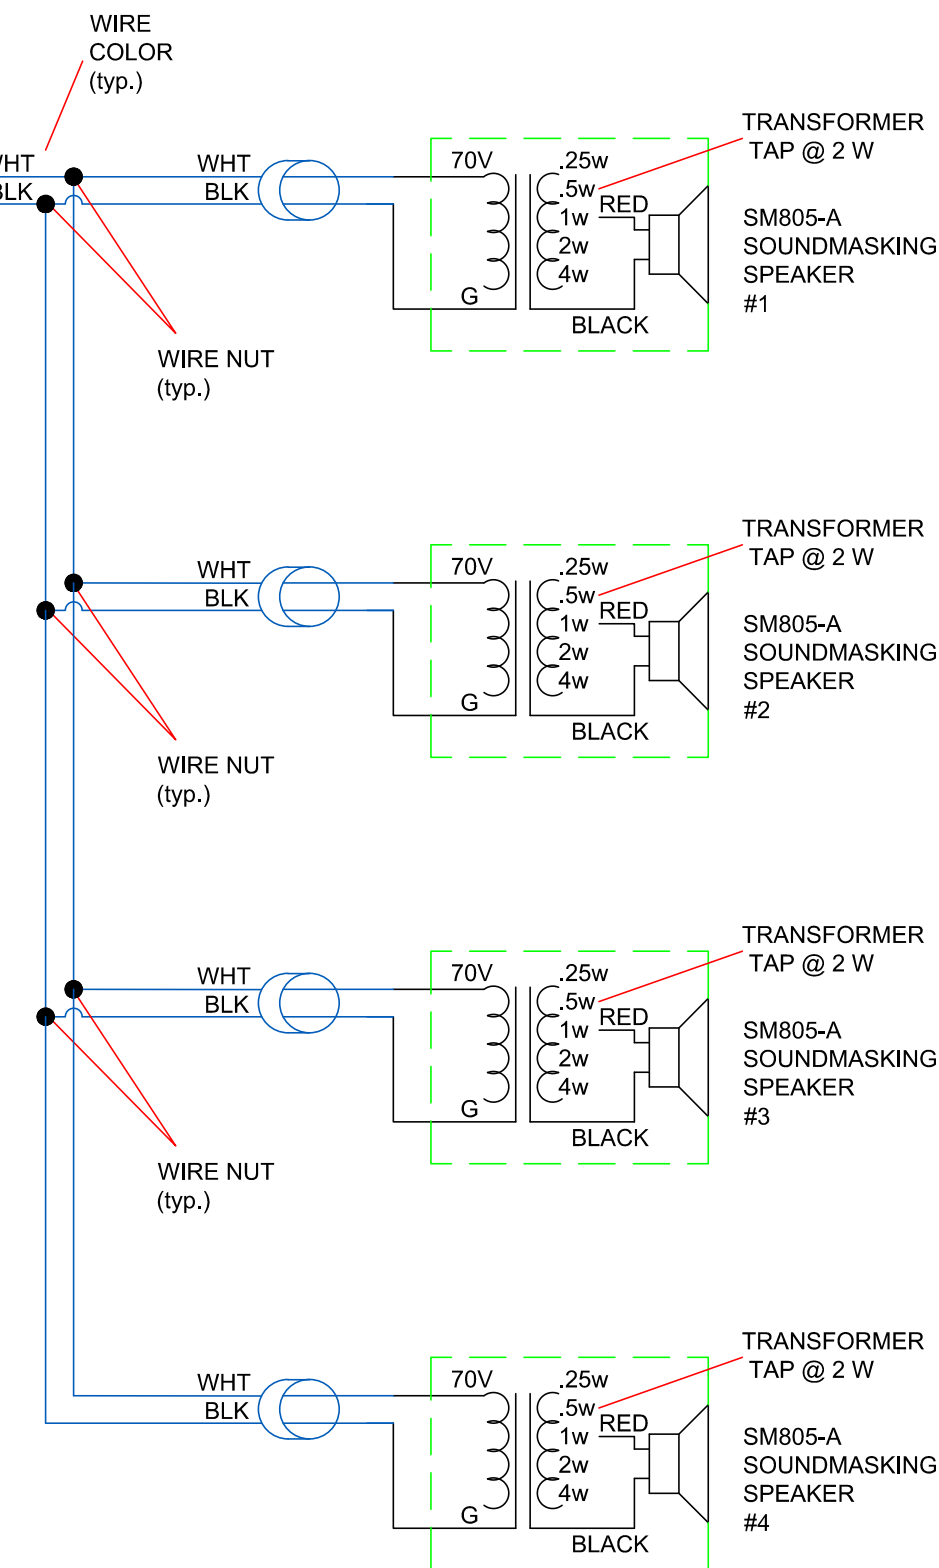 WIRE
COLOR
(typ.)
WHT
BLK
WHT
BLK
70V
G
.25w
.5w
1w
2w
4w
RED
BLACK
TRANSFORMER
TAP @ 2 W
SM805-A
SOUNDMASKING
SPEAKER
#1
WIRE NUT
(typ.)
WHT
BLK
70V
G
.25w
.5w
1w
2w
4w
RED
BLACK
TRANSFORMER
TAP @ 2 W
SM805-A
SOUNDMASKING
SPEAKER
#2
WIRE NUT
(typ.)
WHT
BLK
70V
G
.25w
.5w
1w
2w
4w
RED
BLACK
TRANSFORMER
TAP @ 2 W
SM805-A
SOUNDMASKING
SPEAKER
#3
WIRE NUT
(typ.)
WHT
BLK
70V
G
.25w
.5w
1w
2w
4w
RED
BLACK
TRANSFORMER
TAP @ 2 W
SM805-A
SOUNDMASKING
SPEAKER
#4